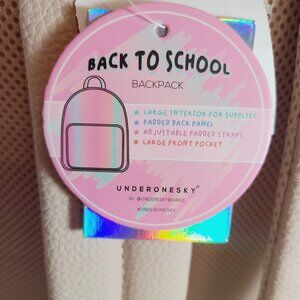 BACK TO SCHOOL
BACKPACK
★ LARGE INTERIOR FOR SUPPLIES
★ PADDED BACK PANEL
★ ADJUSTABLE PADDED STRAPS
★ LARGE FRONT POCKET
UNDERONESKY®
IG: @UNDERONESKYBRAND
#UNDERONESKY